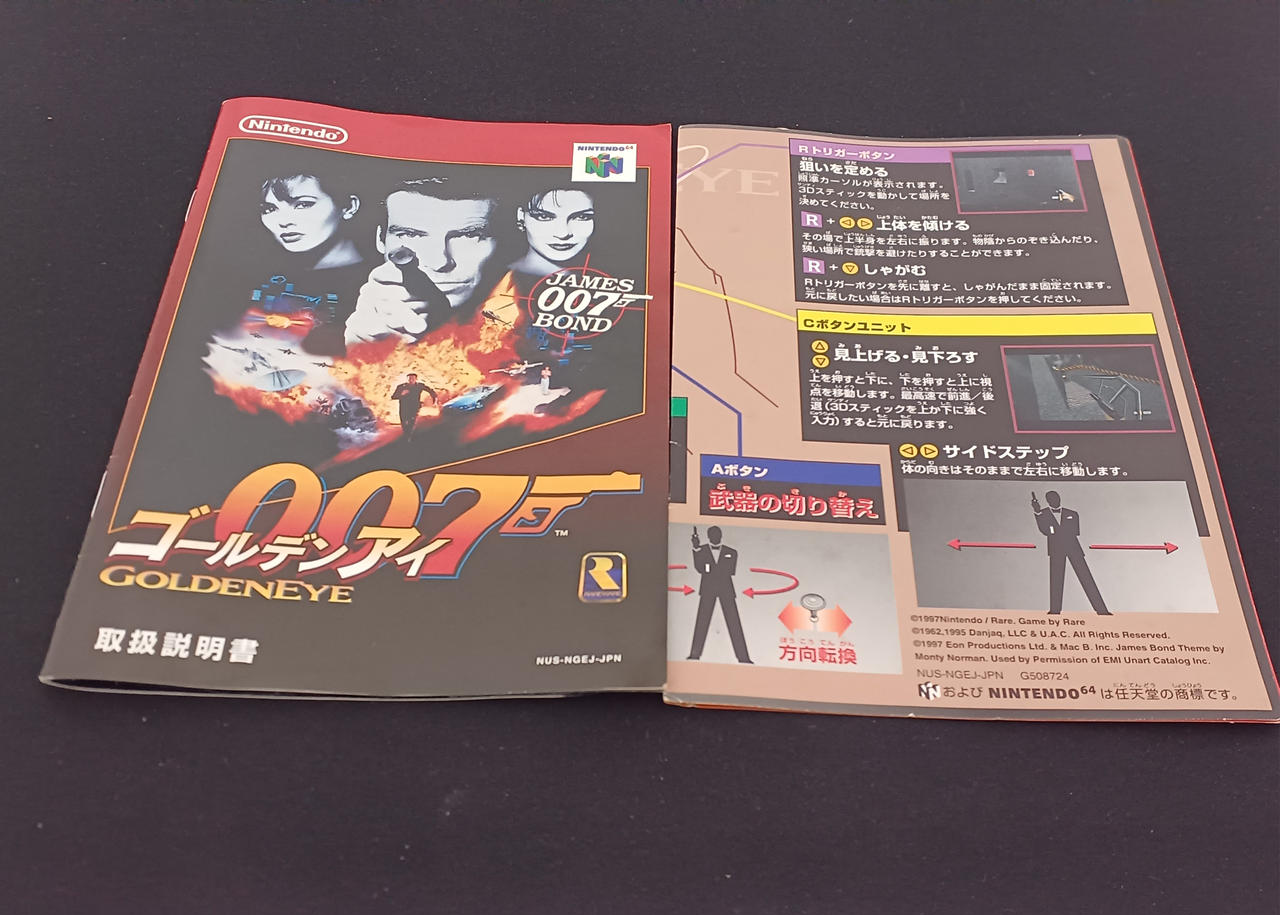 Nintendo
NINTENDO 64
JAMES
007
BOND
007
ゴールデンアイ
GOLDENEYE
TM
RAREWARE
取扱説明書
NUS-NGEJ-JPN
EYE
Rトリガーボタン
狙いを定める
照準カーソルが表示されます。
3Dスティックを動かして場所を
決めてください。
R + ◁ ▷ 上体を傾ける
その場で上半身を左右に振ります。物陰からのぞき込んだり、
狭い場所で銃撃を避けたりすることができます。
R + ▽ しゃがむ
Rトリガーボタンを先に離すと、しゃがんだまま固定されます。
元に戻したい場合はRトリガーボタンを押してください。
Cボタンユニット
△▽ 見上げる・見下ろす
上を押すと下に、下を押すと上に視
点を移動します。最高速で前進／後
退(3Dスティックを上か下に強く
入力)すると元に戻ります。
◁ ▷ サイドステップ
体の向きはそのままで左右に移動します。
Aボタン
武器の切り替え
方向転換
©1997Nintendo / Rare. Game by Rare
©1962,1995 Danjaq, LLC & U.A.C. All Rights Reserved.
©1997 Eon Productions Ltd. & Mac B. Inc. James Bond Theme by
Monty Norman. Used by Permission of EMI Unart Catalog Inc.
NUS-NGEJ-JPN G508724
および NINTENDO64 は任天堂の商標です。